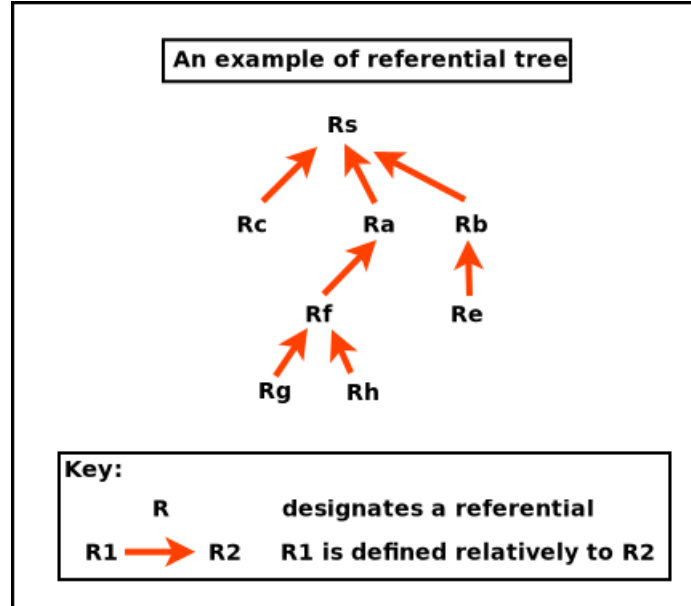 An example of referential tree
Rs
Rc Ra Rb
Rf Re
Rg Rh
Key:
R designates a referential
R1 R2 R1 is defined relatively to R2